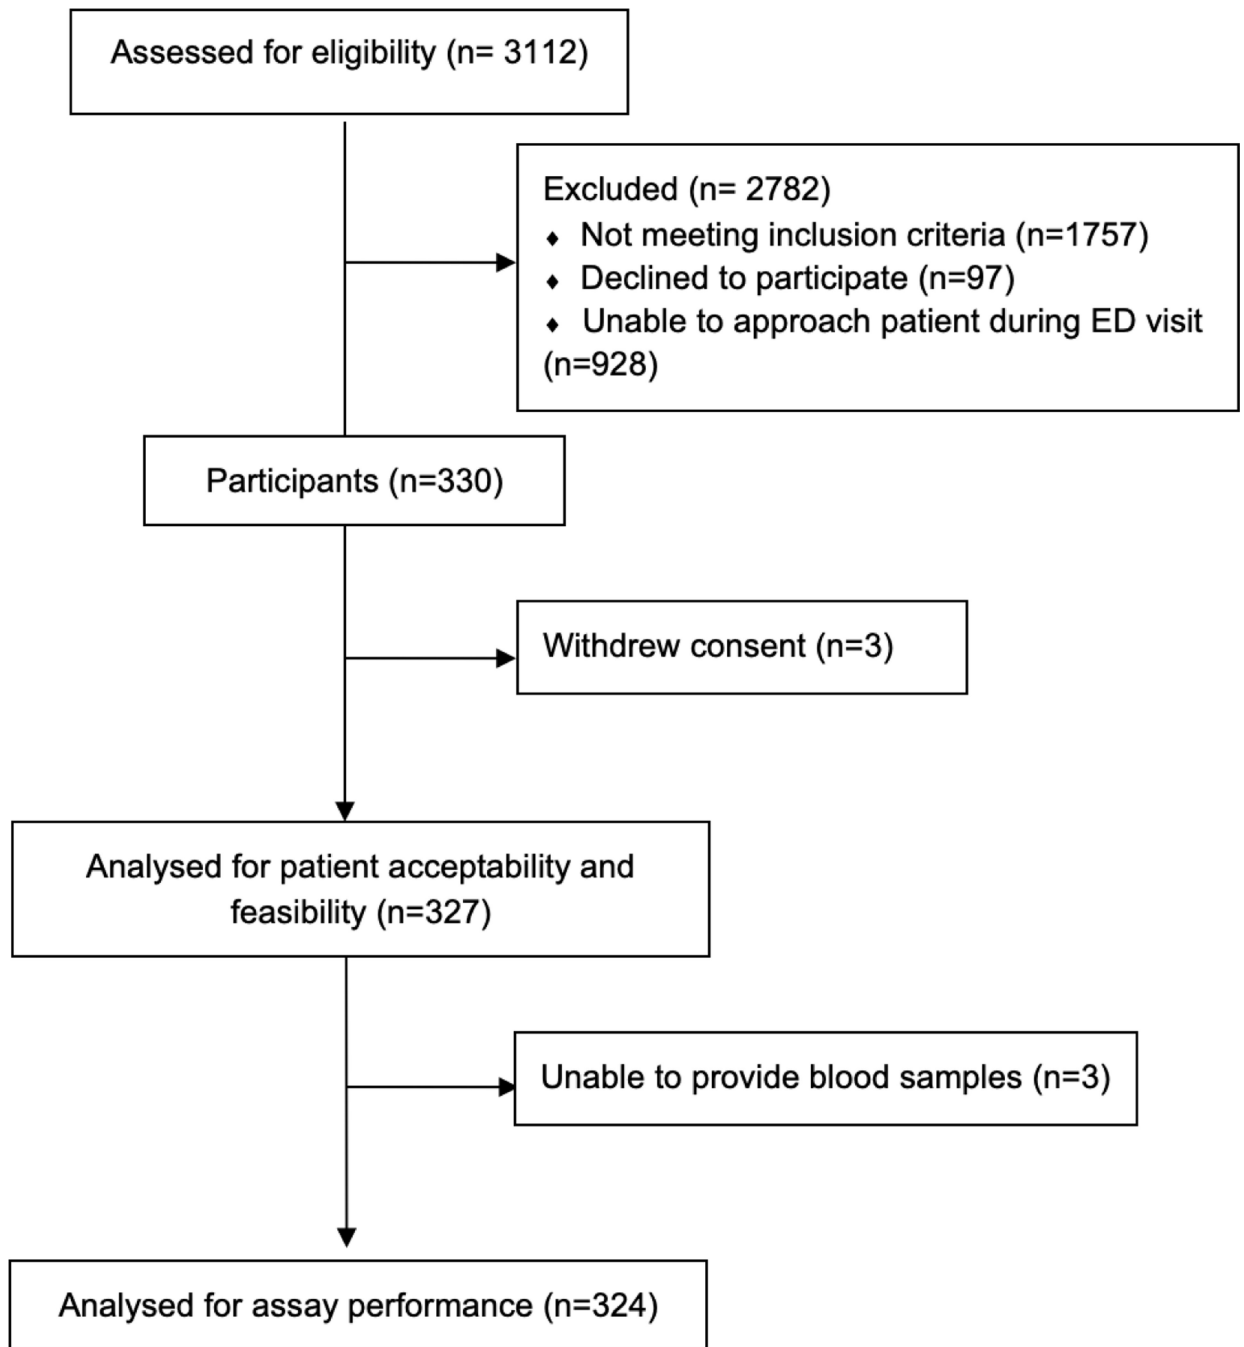 Assessed for eligibility (n= 3112)
Excluded (n= 2782)
♦ Not meeting inclusion criteria (n=1757)
♦ Declined to participate (n=97)
♦ Unable to approach patient during ED visit
(n=928)
Participants (n=330)
Withdrew consent (n=3)
Analysed for patient acceptability and
feasibility (n=327)
Unable to provide blood samples (n=3)
Analysed for assay performance (n=324)